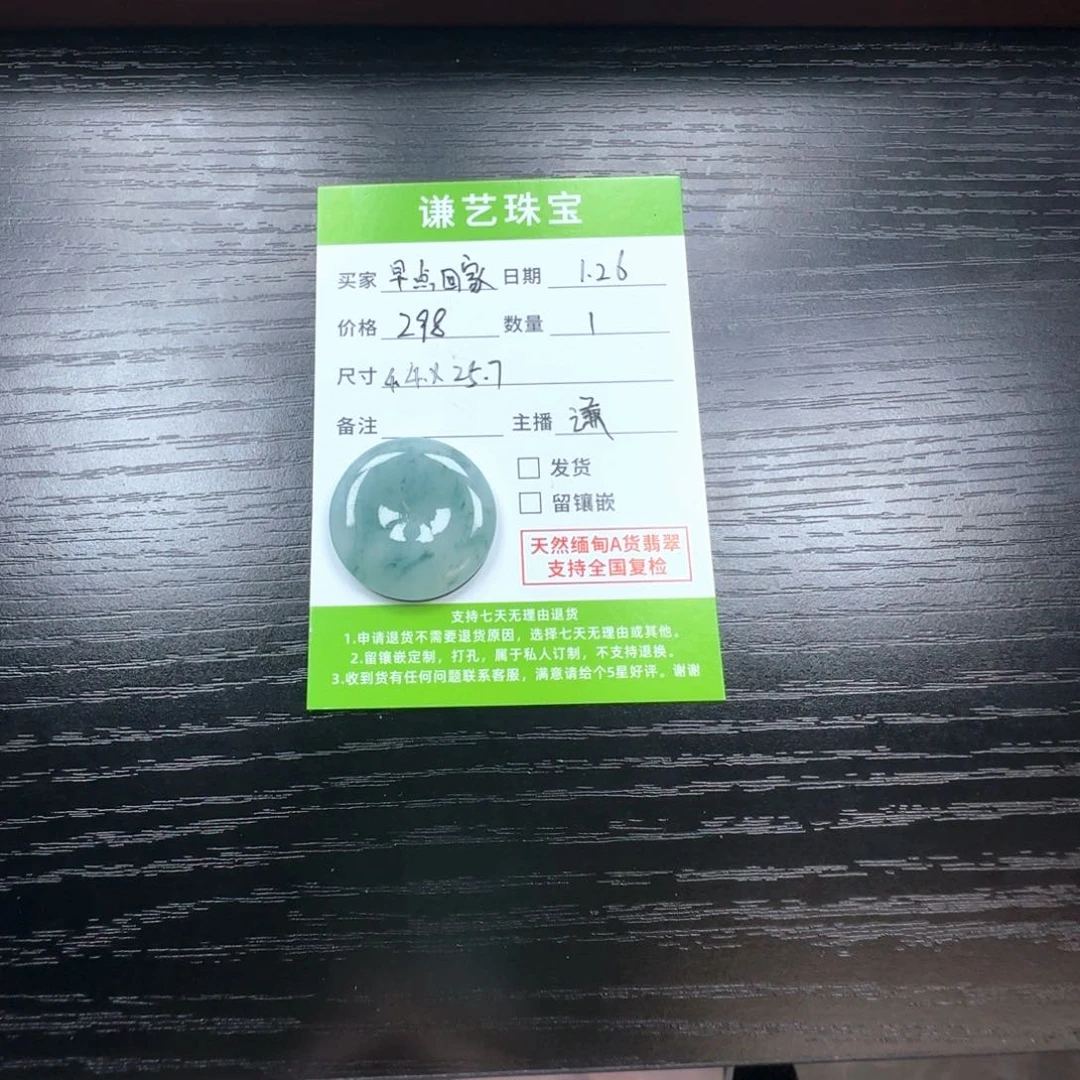 谦艺珠宝
买家 早点回家 日期 1.26
价格 298 数量 1
尺寸 4.4x25.7
备注 主播 谦
发货
留镶嵌
天然缅甸A货翡翠
支持全国复检
支持七天无理由退货
1.申请退货不需要退货原因，选择七天无理由或其他。
2.留镶嵌定制，打孔，属于私人订制，不支持退换。
3.收到货有任何问题联系客服，满意请给个5星好评。谢谢